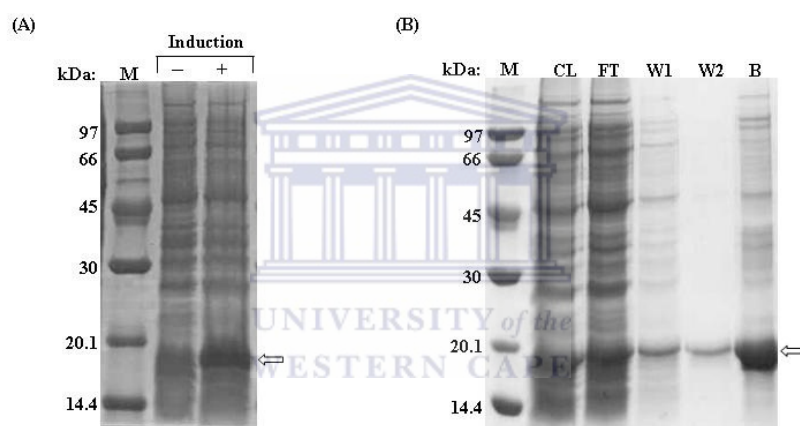 (A)
Induction
kDa: M − +
97
66
45
30
20.1
14.4
(B)
kDa: M CL FT W1 W2 B
97
66
45
30
20.1
14.4
UNIVERSITY of the
WESTERN CAPE